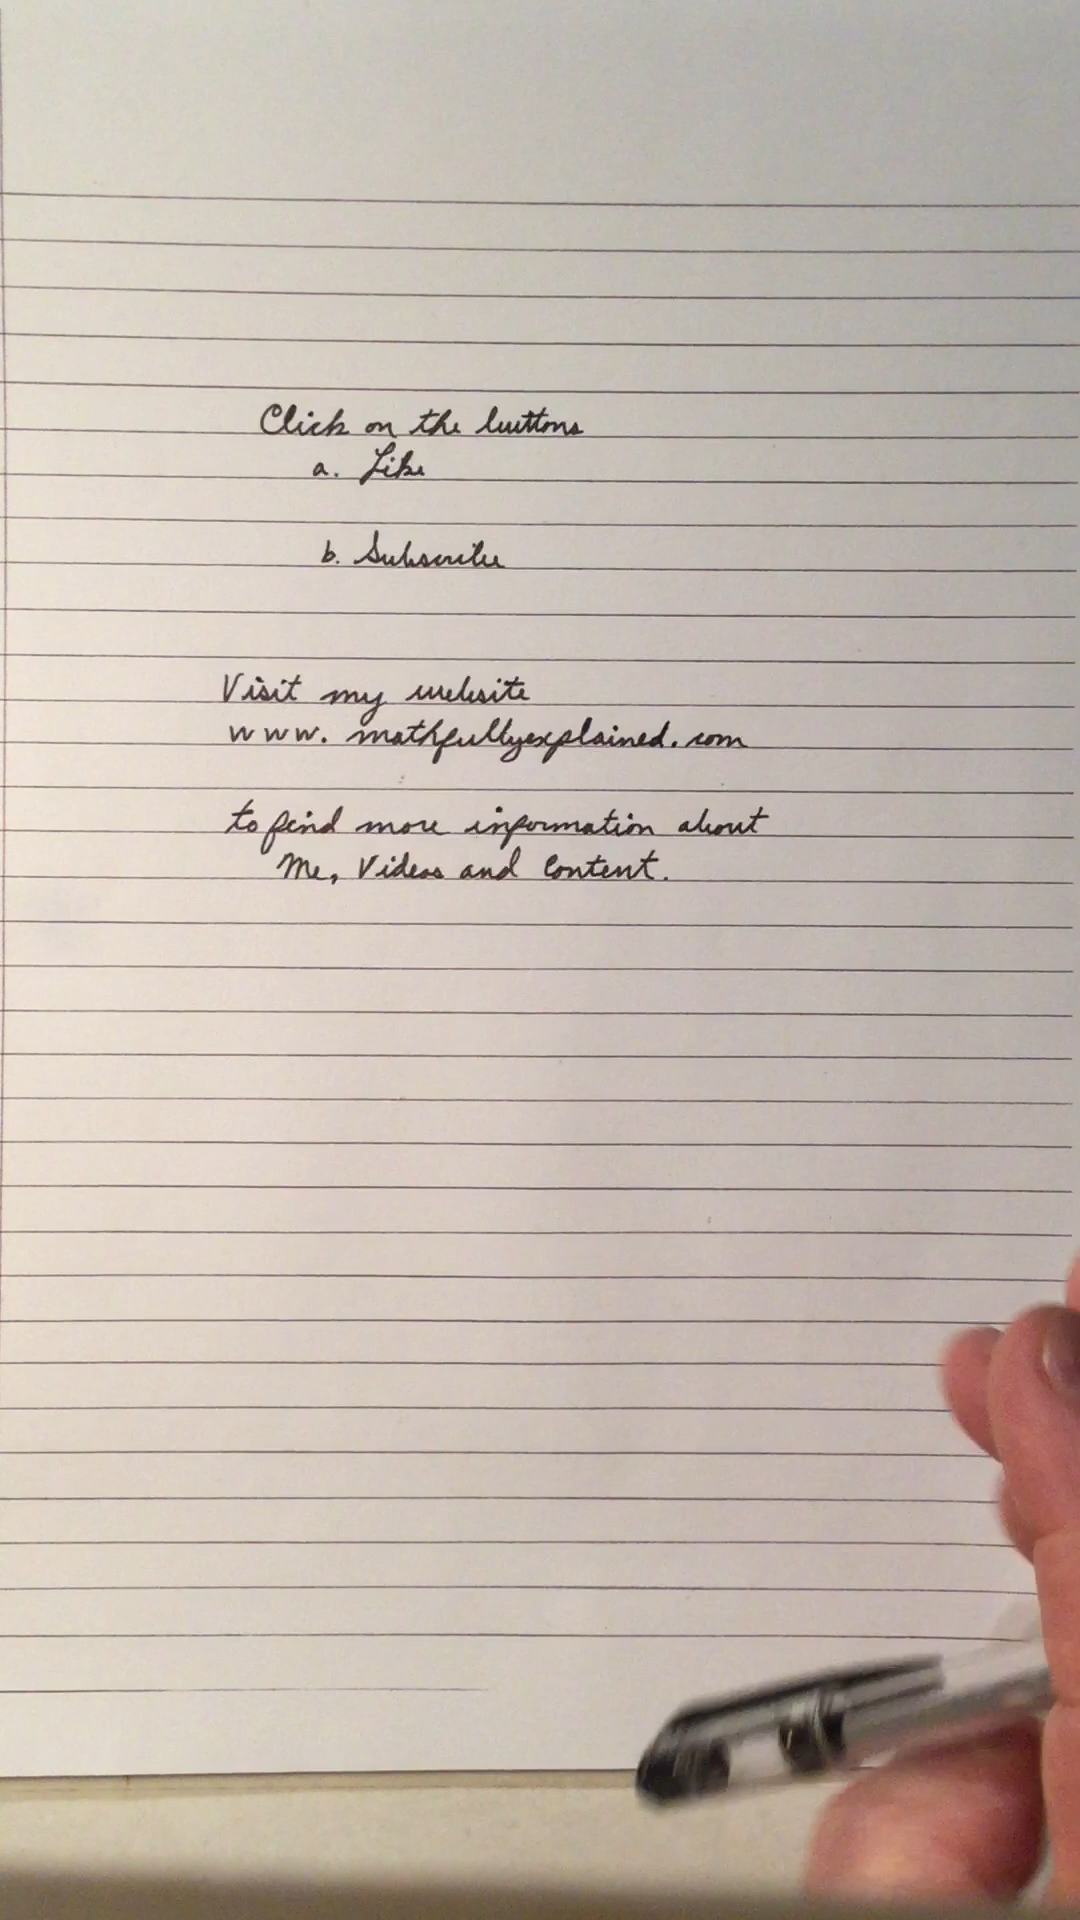 Click on the buttons
a. Like
b. Subscribe
Visit my website
www.mathfullyexplained.com
to find more information about
Me, Videos and Content.